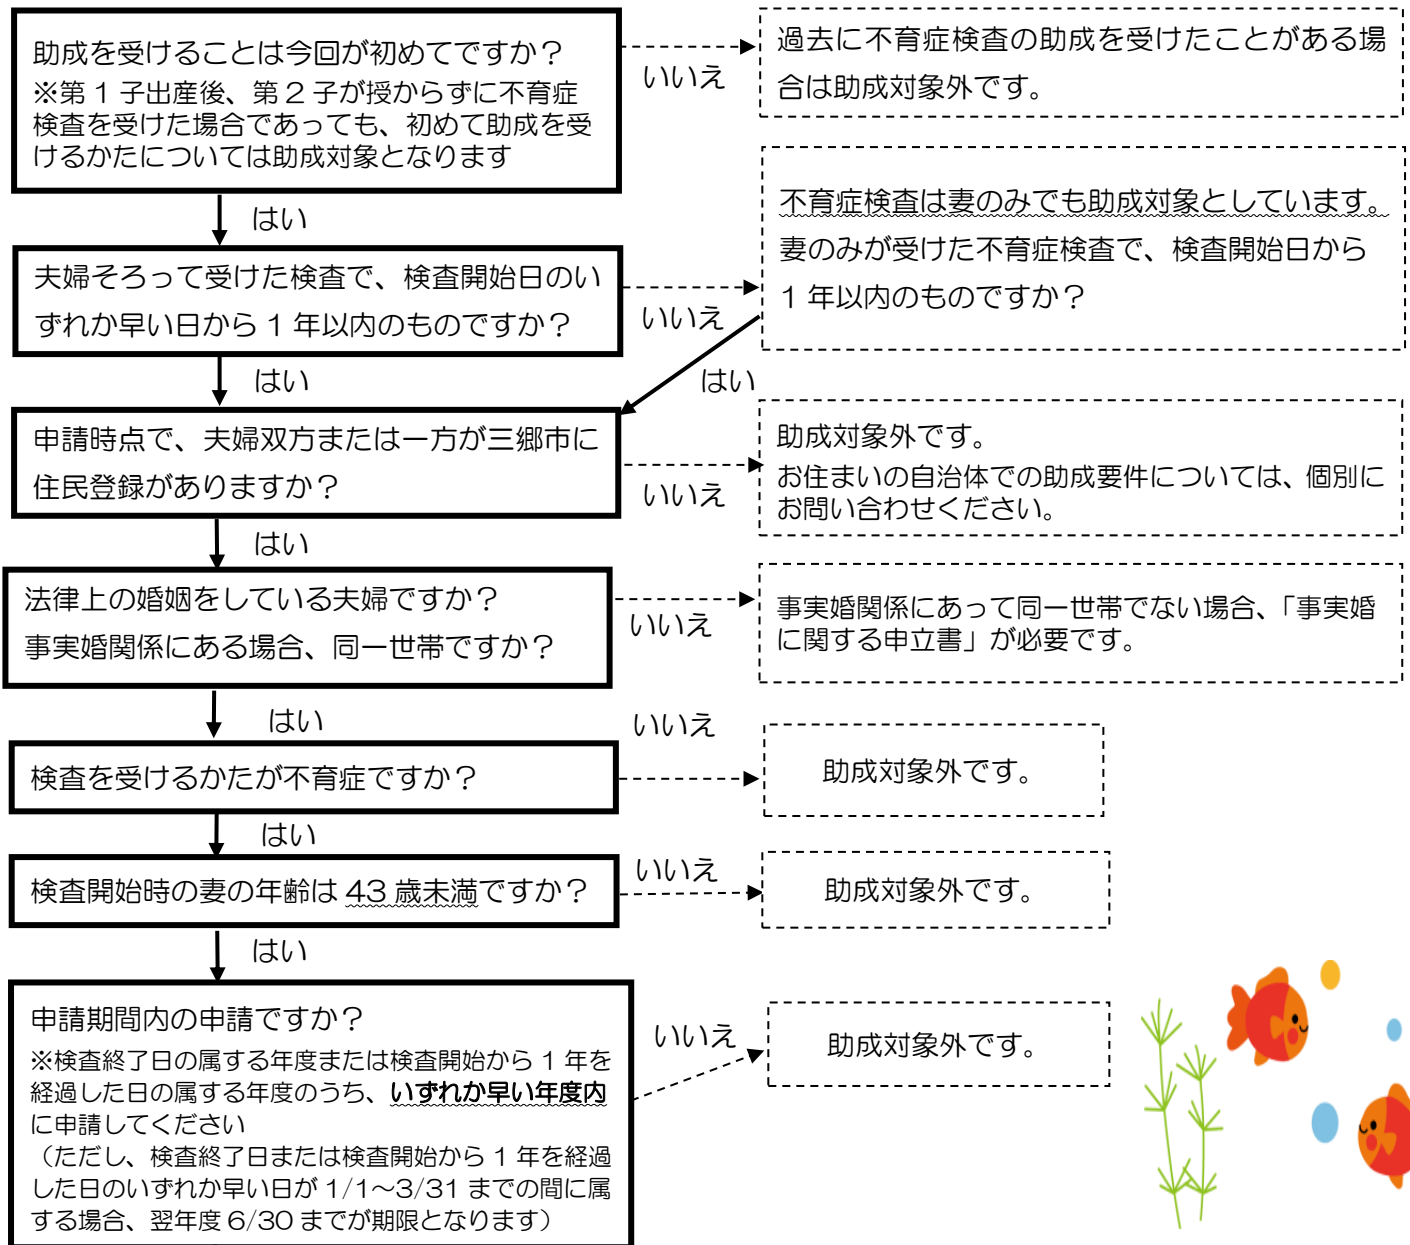 助成を受けることは今回が初めてですか？
※第１子出産後、第２子が授からずに不育症
検査を受けた場合であっても、初めて助成を受
けるかたについては助成対象となります
いいえ
過去に不育症検査の助成を受けたことがある場
合は助成対象外です。
はい
夫婦そろって受けた検査で、検査開始日のい
ずれか早い日から１年以内のものですか？
いいえ
不育症検査は妻のみでも助成対象としています。
妻のみが受けた不育症検査で、検査開始日から
１年以内のものですか？
はい
はい
申請時点で、夫婦双方または一方が三郷市に
住民登録がありますか？
いいえ
助成対象外です。
お住まいの自治体での助成要件については、個別に
お問い合わせください。
はい
法律上の婚姻をしている夫婦ですか？
事実婚関係にある場合、同一世帯ですか？
いいえ
事実婚関係にあって同一世帯でない場合、「事実婚
に関する申立書」が必要です。
はい
検査を受けるかたが不育症ですか？
いいえ
助成対象外です。
はい
検査開始時の妻の年齢は 43 歳未満ですか？
いいえ
助成対象外です。
はい
申請期間内の申請ですか？
※検査終了日の属する年度または検査開始から１年を
経過した日の属する年度のうち、いずれか早い年度内
に申請してください
（ただし、検査終了日または検査開始から１年を経過
した日のいずれか早い日が 1/1～3/31 までの間に属
する場合、翌年度 6/30 までが期限となります）
いいえ
助成対象外です。